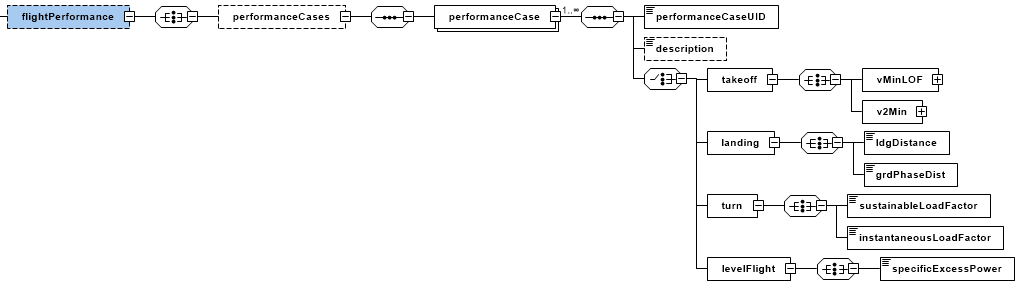 flightPerformance
performanceCases
performanceCase
1..∞
performanceCaseUID
description
takeoff
vMinLOF
v2Min
landing
ldgDistance
grdPhaseDist
turn
sustainableLoadFactor
instantaneousLoadFactor
levelFlight
specificExcessPower